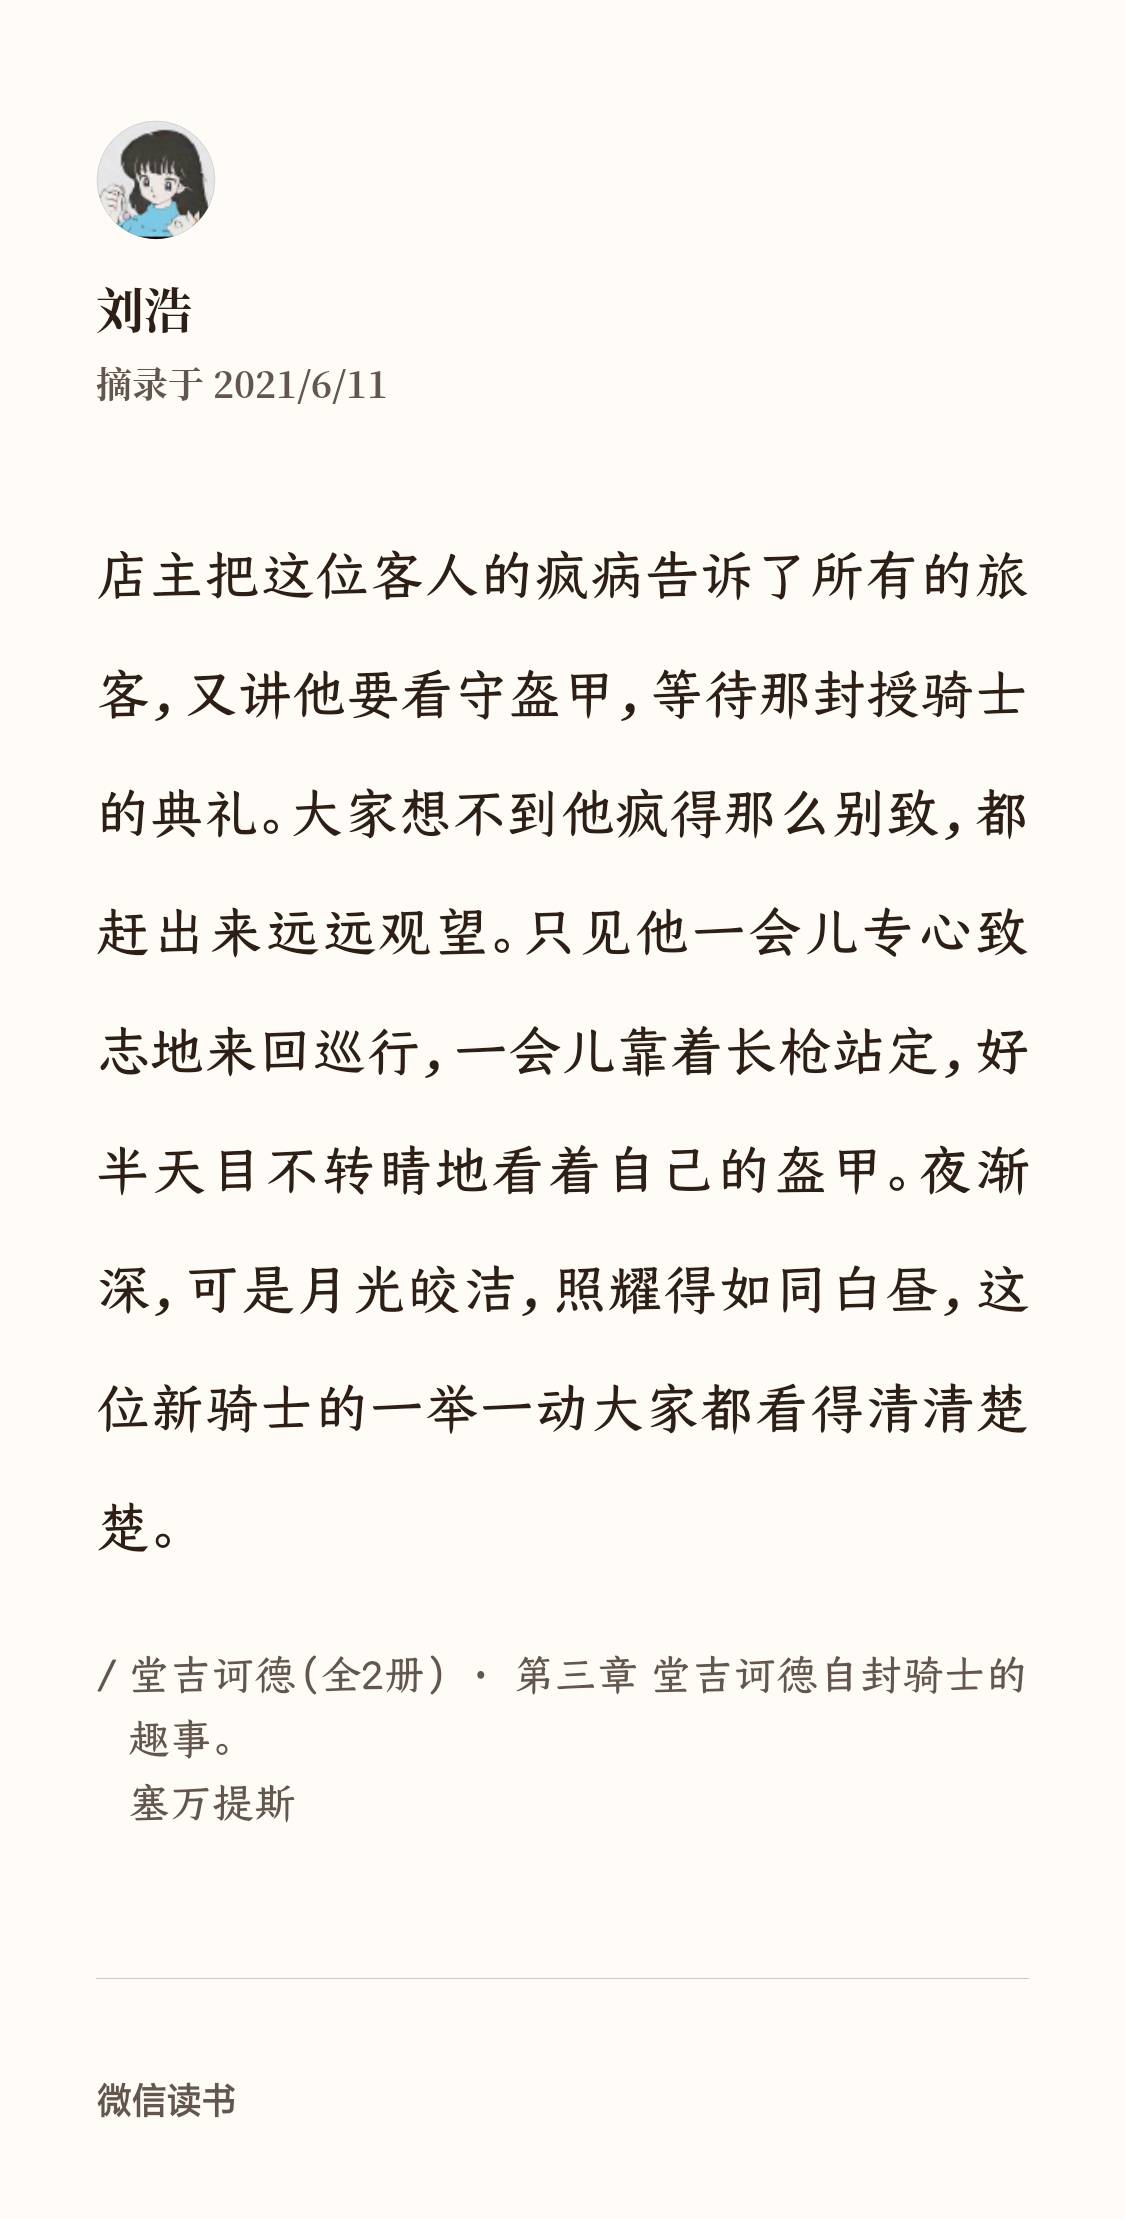 刘浩
摘录于 2021/6/11
店主把这位客人的疯病告诉了所有的旅
客，又讲他要看守盔甲，等待那封授骑士
的典礼。大家想不到他疯得那么别致，都
赶出来远远观望。只见他一会儿专心致
志地来回巡行，一会儿靠着长枪站定，好
半天目不转睛地看着自己的盔甲。夜渐
深，可是月光皎洁，照耀得如同白昼，这
位新骑士的一举一动大家都看得清清楚
楚。
/ 堂吉诃德（全2册） · 第三章 堂吉诃德自封骑士的
趣事。
塞万提斯
微信读书